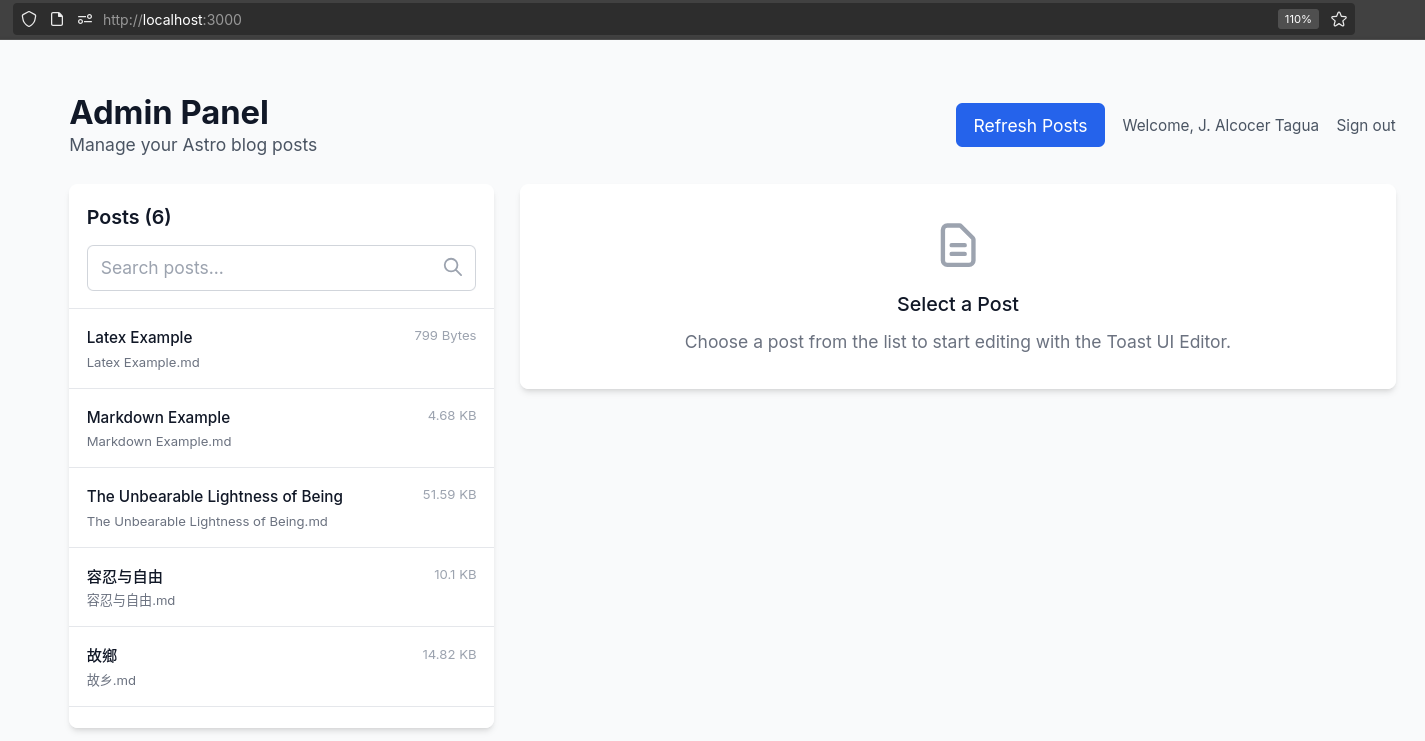 http://localhost:3000
110%
Admin Panel
Manage your Astro blog posts
Refresh Posts
Welcome, J. Alcocer Tagua
Sign out
Posts (6)
Search posts...
Latex Example
799 Bytes
Latex Example.md
Markdown Example
4.68 KB
Markdown Example.md
The Unbearable Lightness of Being
51.59 KB
The Unbearable Lightness of Being.md
容忍与自由
10.1 KB
容忍与自由.md
故鄉
14.82 KB
故乡.md
Select a Post
Choose a post from the list to start editing with the Toast UI Editor.